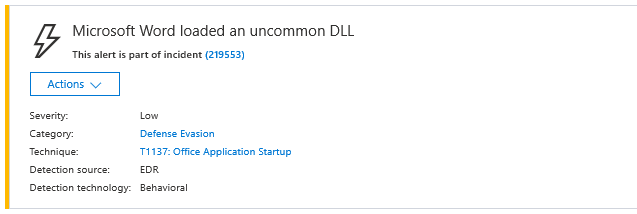 Microsoft Word loaded an uncommon DLL
This alert is part of incident (219553)
Actions
Severity: Low
Category: Defense Evasion
Technique: T1137: Office Application Startup
Detection source: EDR
Detection technology: Behavioral